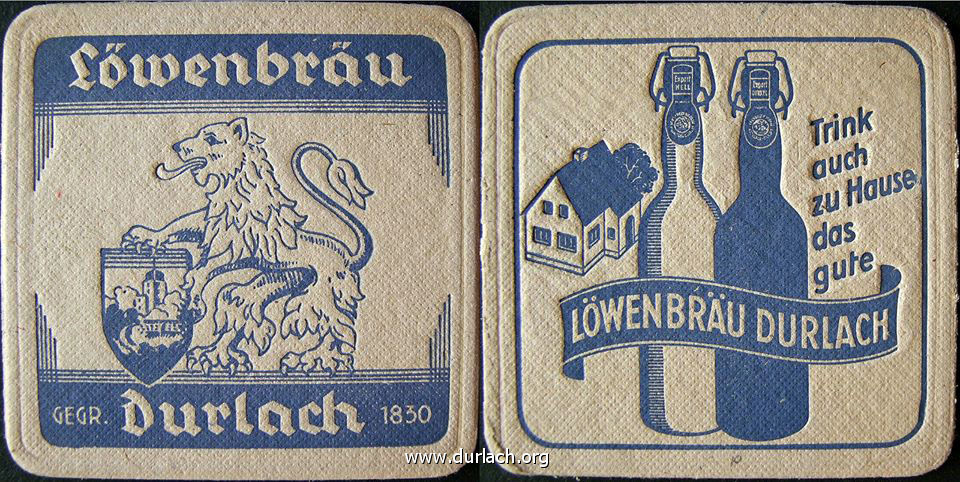 Löwenbräu
GEGR. Durlach 1830
Export
HELL
Export
Trink
auch
zu Hause
das
gute
LÖWENBRÄU DURLACH
www.durlach.org